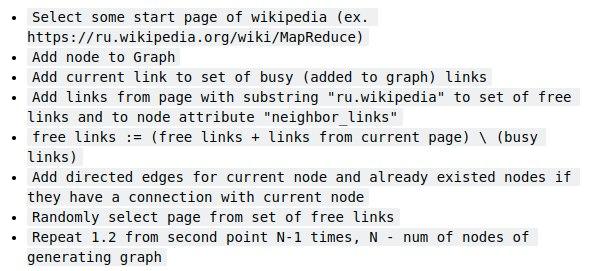 Select some start page of wikipedia (ex.
https://ru.wikipedia.org/wiki/MapReduce)
Add node to Graph
Add current link to set of busy (added to graph) links
Add links from page with substring "ru.wikipedia" to set of free
links and to node attribute "neighbor_links"
free links := (free links + links from current page) \ (busy
links)
Add directed edges for current node and already existed nodes if
they have a connection with current node
Randomly select page from set of free links
Repeat 1.2 from second point N-1 times, N - num of nodes of
generating graph